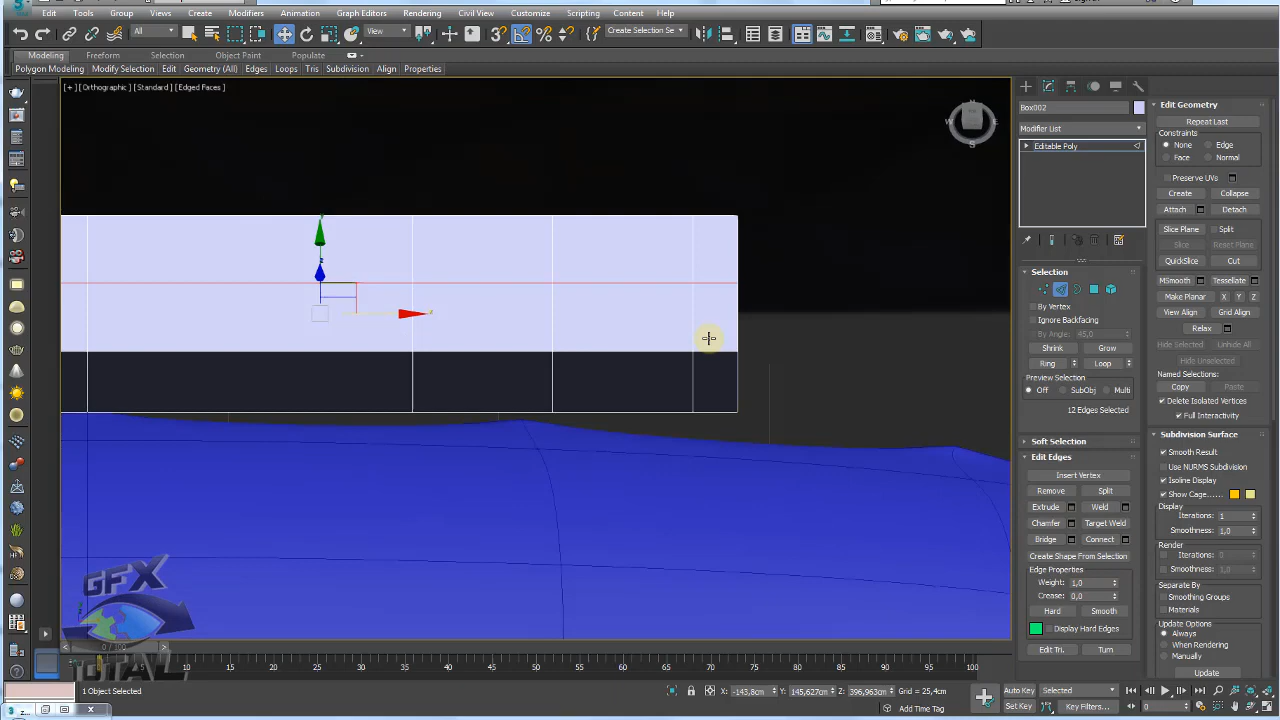 Edit Tools Group Views Create Modifiers Animation Graph Editors Rendering Civil View Customize Scripting Content Help
All View Create Selection Se
Modeling Freeform Selection Object Paint Populate
Polygon Modeling Modify Selection Edit Geometry (All) Edges Loops Tris Subdivision Align Properties
[+] [Orthographic] [Standard] [Edged Faces]
Box002
Modifier List
Editable Poly
Selection
By Vertex
Ignore Backfacing
By Angle: 45,0
Shrink Grow
Ring Loop
Preview Selection
Off SubObj Multi
12 Edges Selected
Soft Selection
Edit Edges
Insert Vertex
Remove Split
Extrude Weld
Chamfer Target Weld
Bridge Connect
Create Shape From Selection
Edge Properties
Weight: 1,0
Crease: 0,0
Hard Smooth
Display Hard Edges
Edit Tri. Turn
Edit Geometry
Repeat Last
Constraints
None Edge
Face Normal
Preserve UVs
Create Collapse
Attach Detach
Slice Plane Split
Slice Reset Plane
QuickSlice Cut
MSmooth Tessellate
Make Planar X Y Z
View Align Grid Align
Relax
Hide Selected Unhide All
Hide Unselected
Named Selections:
Copy Paste
Delete Isolated Vertices
Full Interactivity
Subdivision Surface
Smooth Result
Use NURMS Subdivision
Isoline Display
Show Cage......
Display
Iterations: 1
Smoothness: 1,0
Render
Iterations: 0
Smoothness: 1,0
Separate By
Smoothing Groups
Materials
Update Options
Always
When Rendering
Manually
Update
GFX
TOTAL
0 / 100
5 10 15 20 25 30 35 40 45 50 55 60 65 70 75 80 85 90 95 100
1 Object Selected X: -143,8cm Y: 145,627cm Z: 396,993cm Grid = 25,4cm Auto Key Selected
Add Time Tag Set Key Key Filters... 0